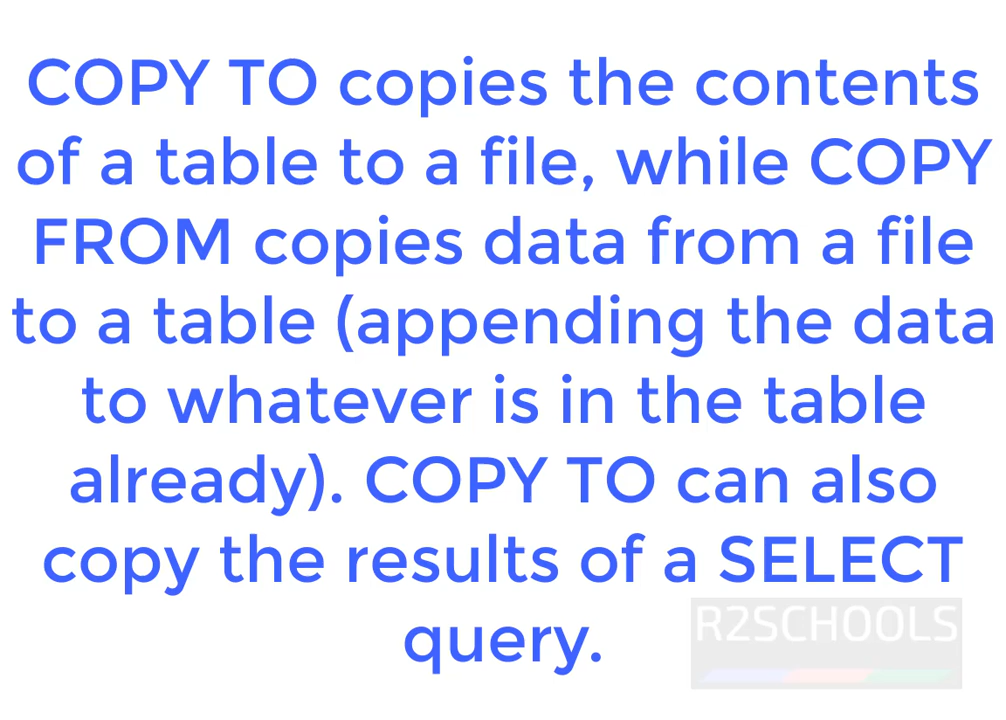 COPY TO copies the contents
of a table to a file, while COPY
FROM copies data from a file
to a table (appending the data
to whatever is in the table
already). COPY TO can also
copy the results of a SELECT
query.
R2SCHOOLS